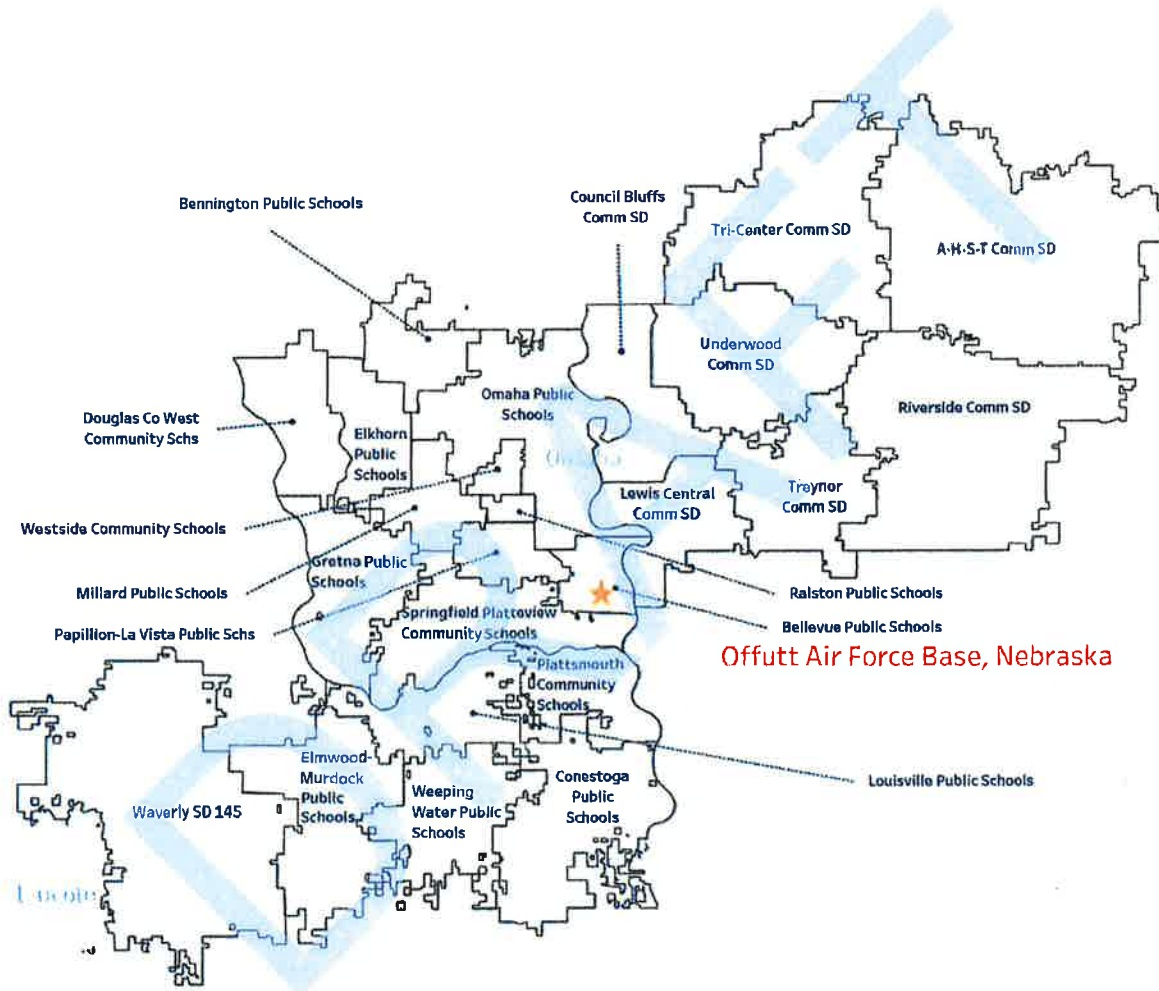 Bennington Public Schools
Council Bluffs
Comm SD
Tri-Center Comm SD
A-H-S-T Comm SD
Underwood
Comm SD
Omaha Public
Schools
Riverside Comm SD
Douglas Co West
Community Schs
Elkhorn
Public
Schools
Omaha
Lewis Central
Comm SD
Treynor
Comm SD
Westside Community Schools
Gretna Public
Schools
Millard Public Schools
Ralston Public Schools
Springfield Platteview
Community Schools
Papillion-La Vista Public Schs
Bellevue Public Schools
Offutt Air Force Base, Nebraska
Plattsmouth
Community
Schools
Elmwood-
Murdock
Public
Schools
Weeping
Water Public
Schools
Conestoga
Public
Schools
Louisville Public Schools
Waverly SD 145
Lincoln
DRAFT